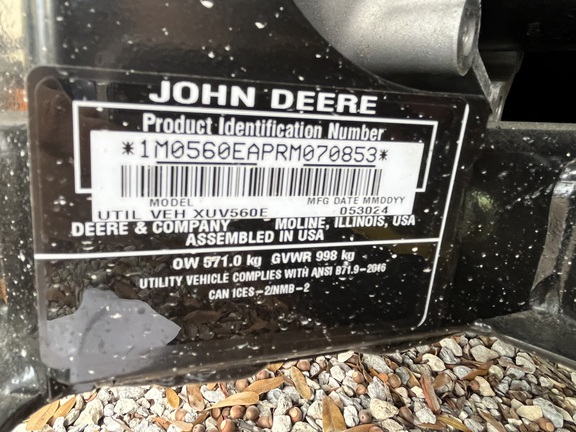 JOHN DEERE
Product Identification Number
*1M0560EAPRM070853*
MODEL MFG DATE MMDDYY
UTIL VEH XUV560E 053024
DEERE & COMPANY MOLINE, ILLINOIS, USA
ASSEMBLED IN USA
OW 571.0 kg GVWR 998 kg
UTILITY VEHICLE COMPLIES WITH ANSI B71.9-2016
CAN ICES-2/NMB-2